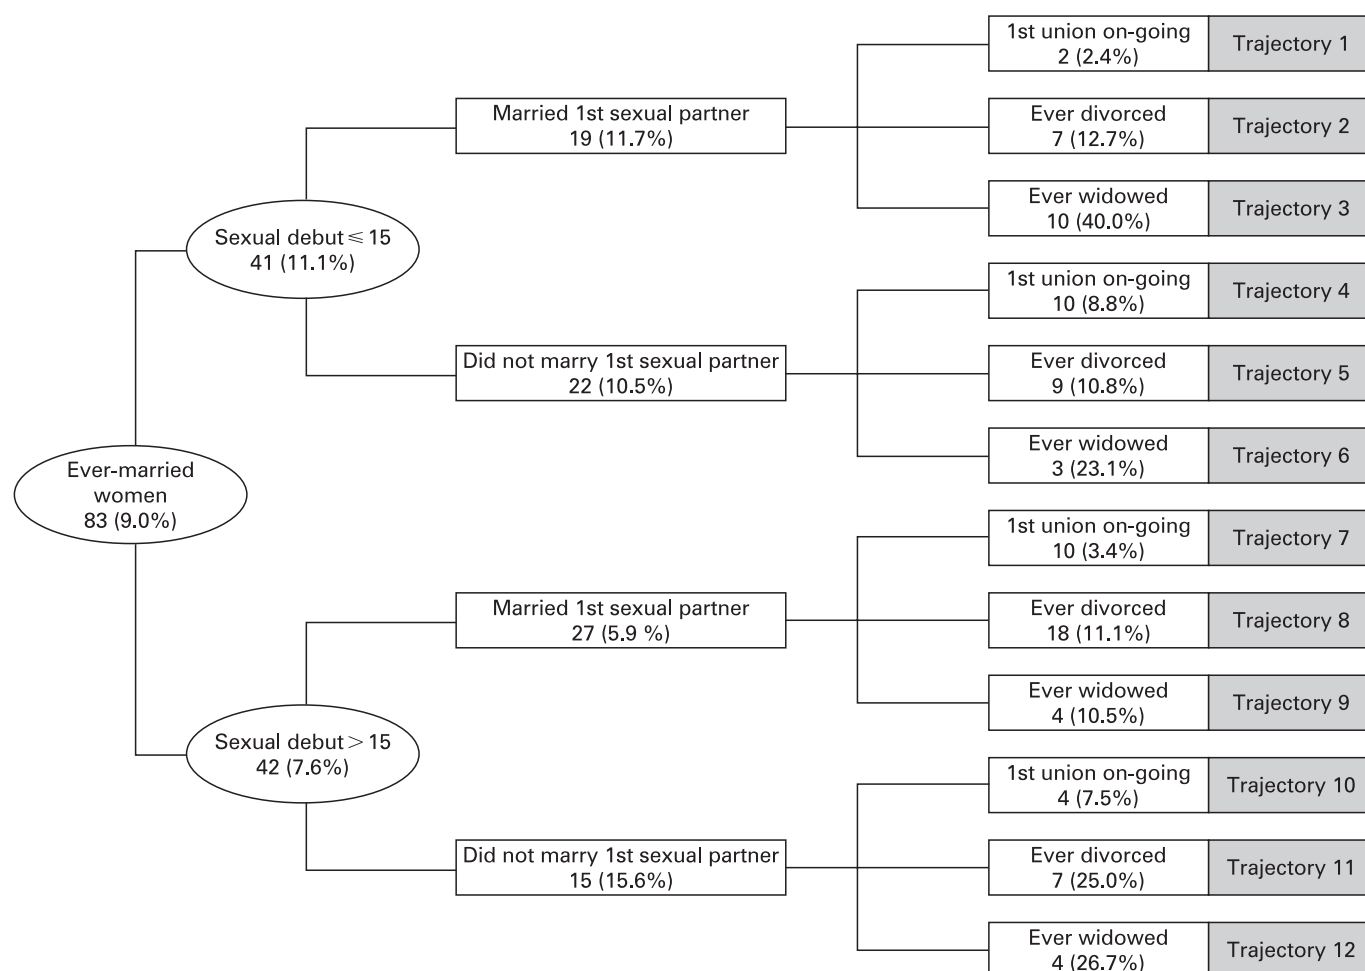 1st union on-going
2 (2.4%)
Trajectory 1
Married 1st sexual partner
19 (11.7%)
Ever divorced
7 (12.7%)
Trajectory 2
Ever widowed
10 (40.0%)
Trajectory 3
Sexual debut ⩽ 15
41 (11.1%)
1st union on-going
10 (8.8%)
Trajectory 4
Did not marry 1st sexual partner
22 (10.5%)
Ever divorced
9 (10.8%)
Trajectory 5
Ever widowed
3 (23.1%)
Trajectory 6
Ever-married
women
83 (9.0%)
1st union on-going
10 (3.4%)
Trajectory 7
Married 1st sexual partner
27 (5.9 %)
Ever divorced
18 (11.1%)
Trajectory 8
Ever widowed
4 (10.5%)
Trajectory 9
Sexual debut > 15
42 (7.6%)
1st union on-going
4 (7.5%)
Trajectory 10
Did not marry 1st sexual partner
15 (15.6%)
Ever divorced
7 (25.0%)
Trajectory 11
Ever widowed
4 (26.7%)
Trajectory 12